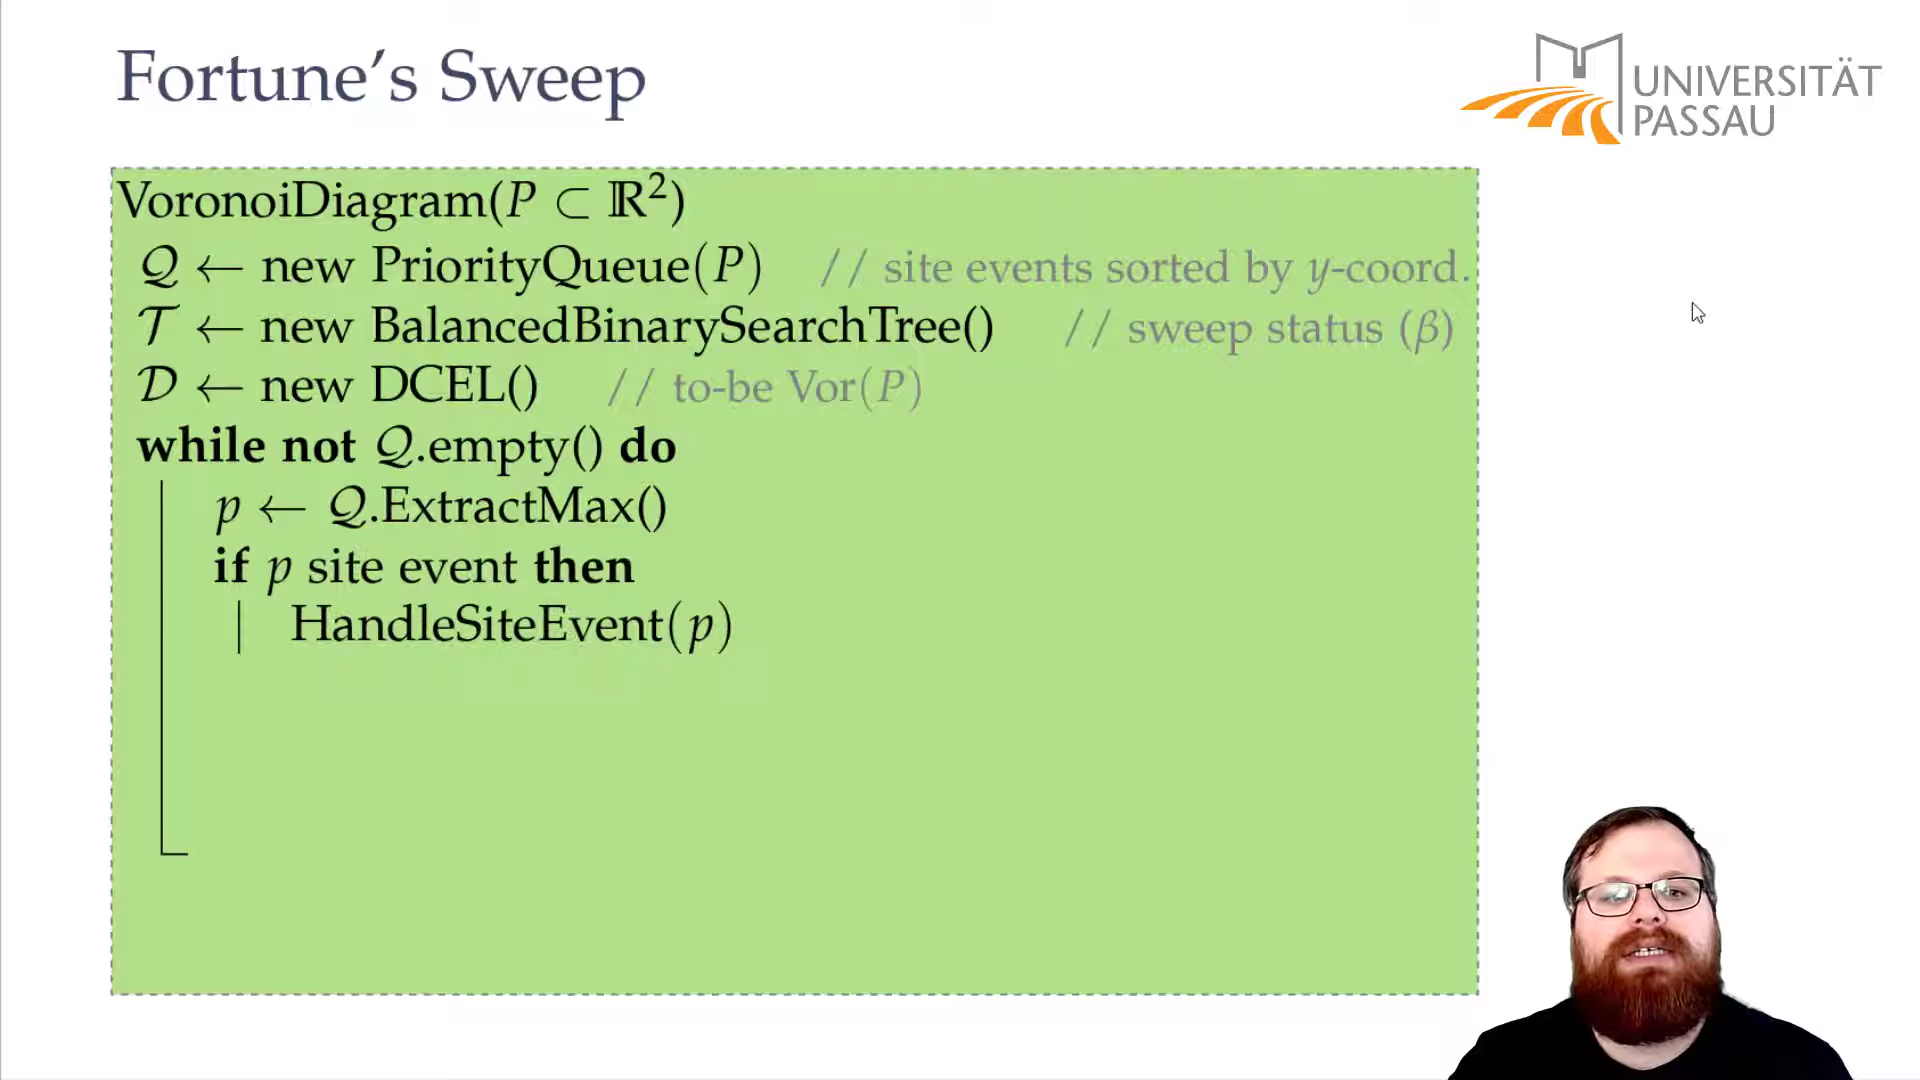 Fortune's Sweep
UNIVERSITÄT
PASSAU
VoronoiDiagram(P ⊂ ℝ²)
𝒬 ← new PriorityQueue(P) // site events sorted by y-coord.
𝒯 ← new BalancedBinarySearchTree() // sweep status (β)
𝒟 ← new DCEL() // to-be Vor(P)
while not 𝒬.empty() do
p ← 𝒬.ExtractMax()
if p site event then
HandleSiteEvent(p)